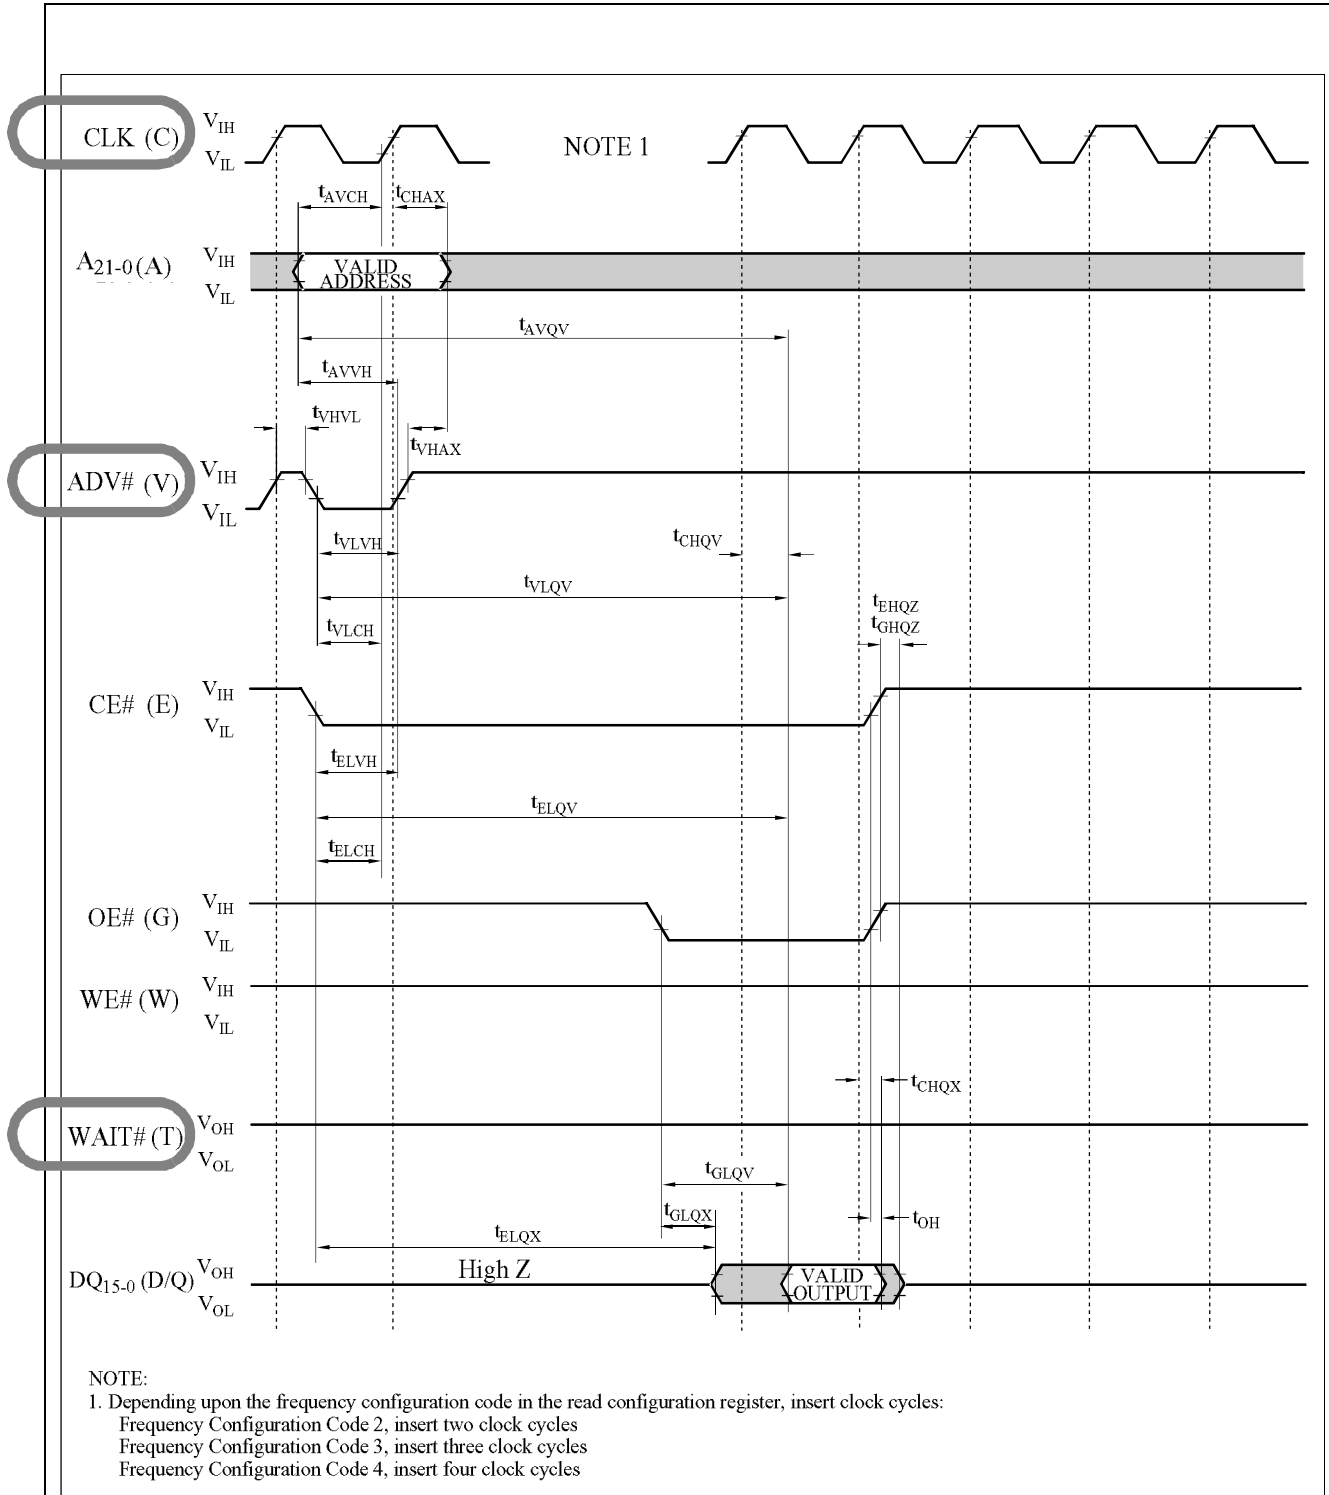 CLK (C) VIH NOTE 1
VIL
tAVCH tCHAX
A21-0 (A) VIH VALID
VIL ADDRESS
tAVQV
tAVVH
tVHVL
tVHAX
ADV# (V) VIH
VIL
tVLVH tCHQV
tVLQV
tEHQZ
tVLCH tGHQZ
CE# (E) VIH
VIL
tELVH
tELQV
tELCH
OE# (G) VIH
VIL
WE# (W) VIH
VIL
tCHQX
WAIT# (T) VOH
VOL
tGLQV
tGLQX tOH
tELQX
DQ15-0 (D/Q) VOH High Z VALID
VOL OUTPUT
NOTE:
1. Depending upon the frequency configuration code in the read configuration register, insert clock cycles:
Frequency Configuration Code 2, insert two clock cycles
Frequency Configuration Code 3, insert three clock cycles
Frequency Configuration Code 4, insert four clock cycles